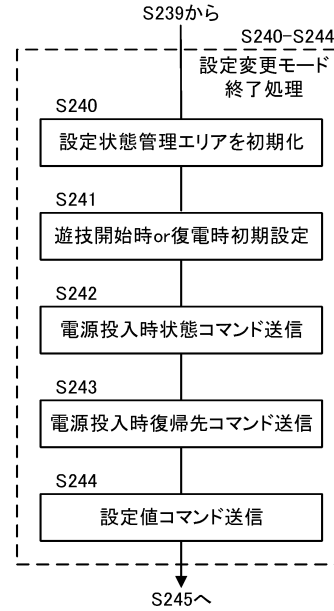 S239から
S240-S244
設定変更モード
終了処理
S240
設定状態管理エリアを初期化
S241
遊技開始時or復電時初期設定
S242
電源投入時状態コマンド送信
S243
電源投入時復帰先コマンド送信
S244
設定値コマンド送信
S245へ